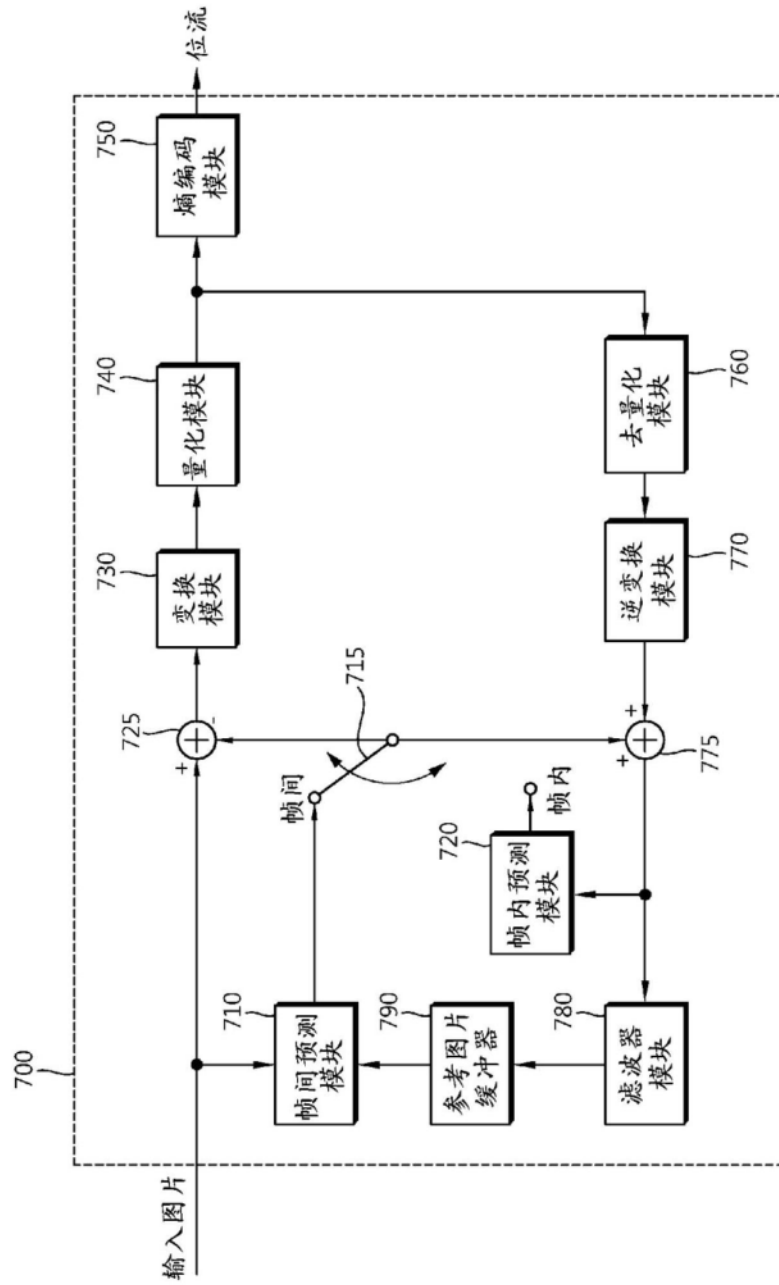 700
输入图片
710
帧间预测
模块
790
参考图片
缓冲器
780
滤波器
模块
720
帧内预测
模块
帧间
帧内
715
725
+
-
775
+
+
730
变换
模块
740
量化模块
750
熵编码
模块
位流
760
去量化
模块
770
逆变换
模块